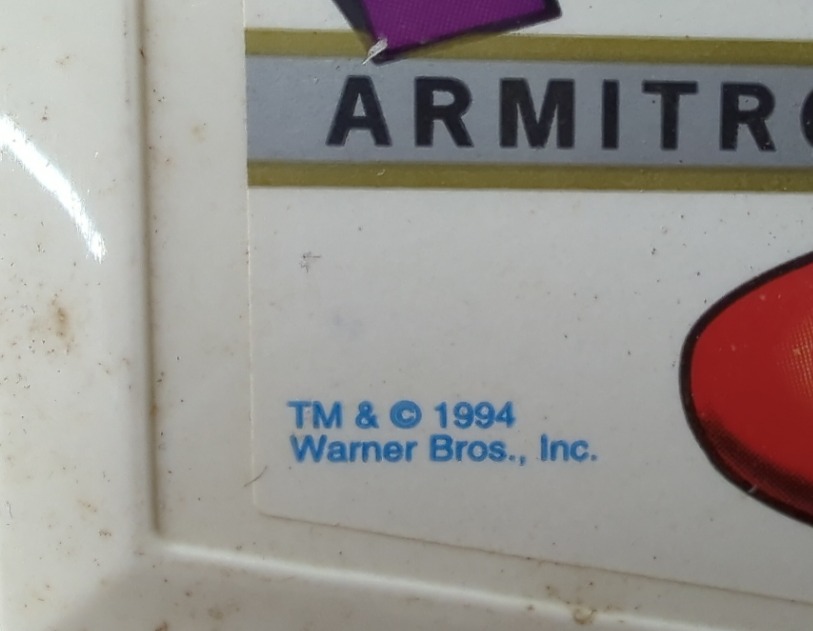 ARMITR
TM & © 1994
Warner Bros., Inc.